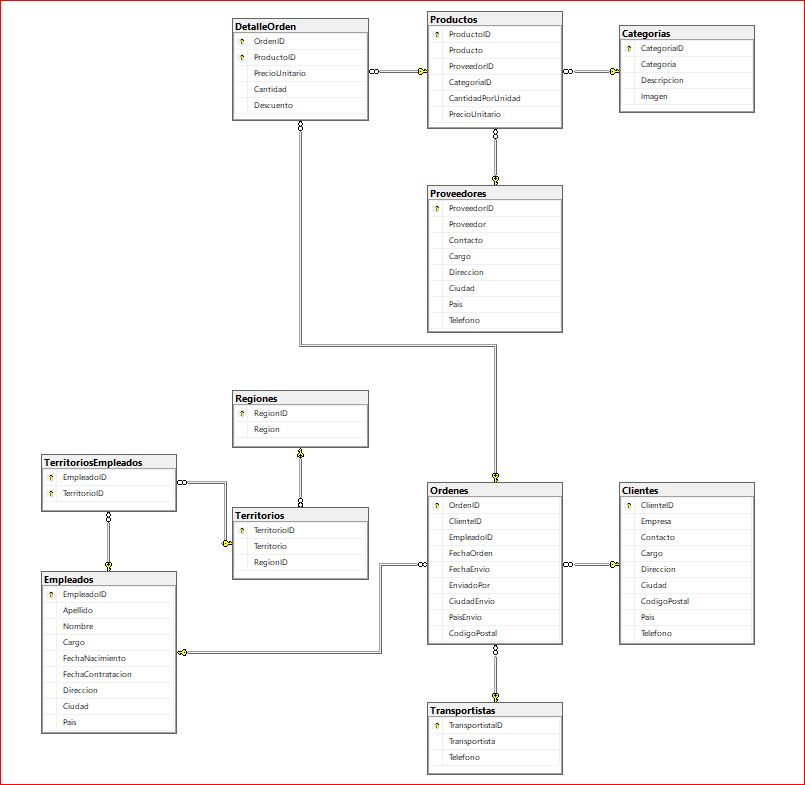 DetalleOrden
OrdenID
ProductoID
PrecioUnitario
Cantidad
Descuento
Productos
ProductoID
Producto
ProveedorID
CategoriaID
CantidadPorUnidad
PrecioUnitario
Categorias
CategoriaID
Categoria
Descripcion
Imagen
Proveedores
ProveedorID
Proveedor
Contacto
Cargo
Direccion
Ciudad
Pais
Telefono
Regiones
RegionID
Region
TerritoriosEmpleados
EmpleadoID
TerritorioID
Territorios
TerritorioID
Territorio
RegionID
Ordenes
OrdenID
ClienteID
EmpleadoID
FechaOrden
FechaEnvio
EnviadoPor
CiudadEnvio
PaisEnvio
CodigoPostal
Clientes
ClienteID
Empresa
Contacto
Cargo
Direccion
Ciudad
CodigoPostal
Pais
Telefono
Empleados
EmpleadoID
Apellido
Nombre
Cargo
FechaNacimiento
FechaContratacion
Direccion
Ciudad
Pais
Transportistas
TransportistaID
Transportista
Telefono